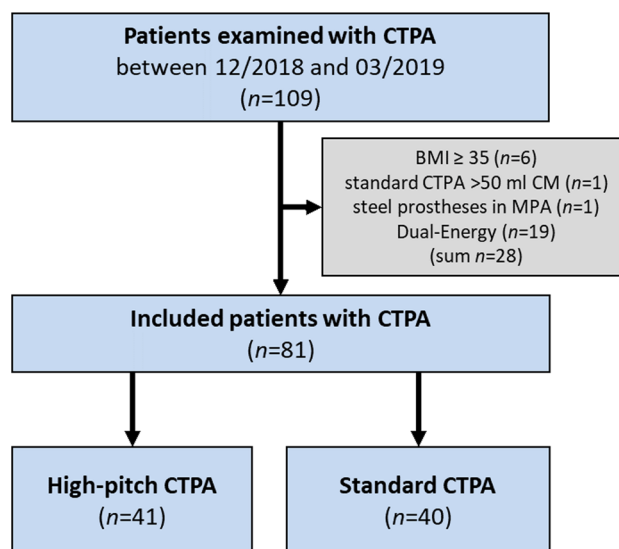 Patients examined with CTPA
between 12/2018 and 03/2019
(n=109)
BMI ≥ 35 (n=6)
standard CTPA >50 ml CM (n=1)
steel prostheses in MPA (n=1)
Dual-Energy (n=19)
(sum n=28)
Included patients with CTPA
(n=81)
High-pitch CTPA
(n=41)
Standard CTPA
(n=40)